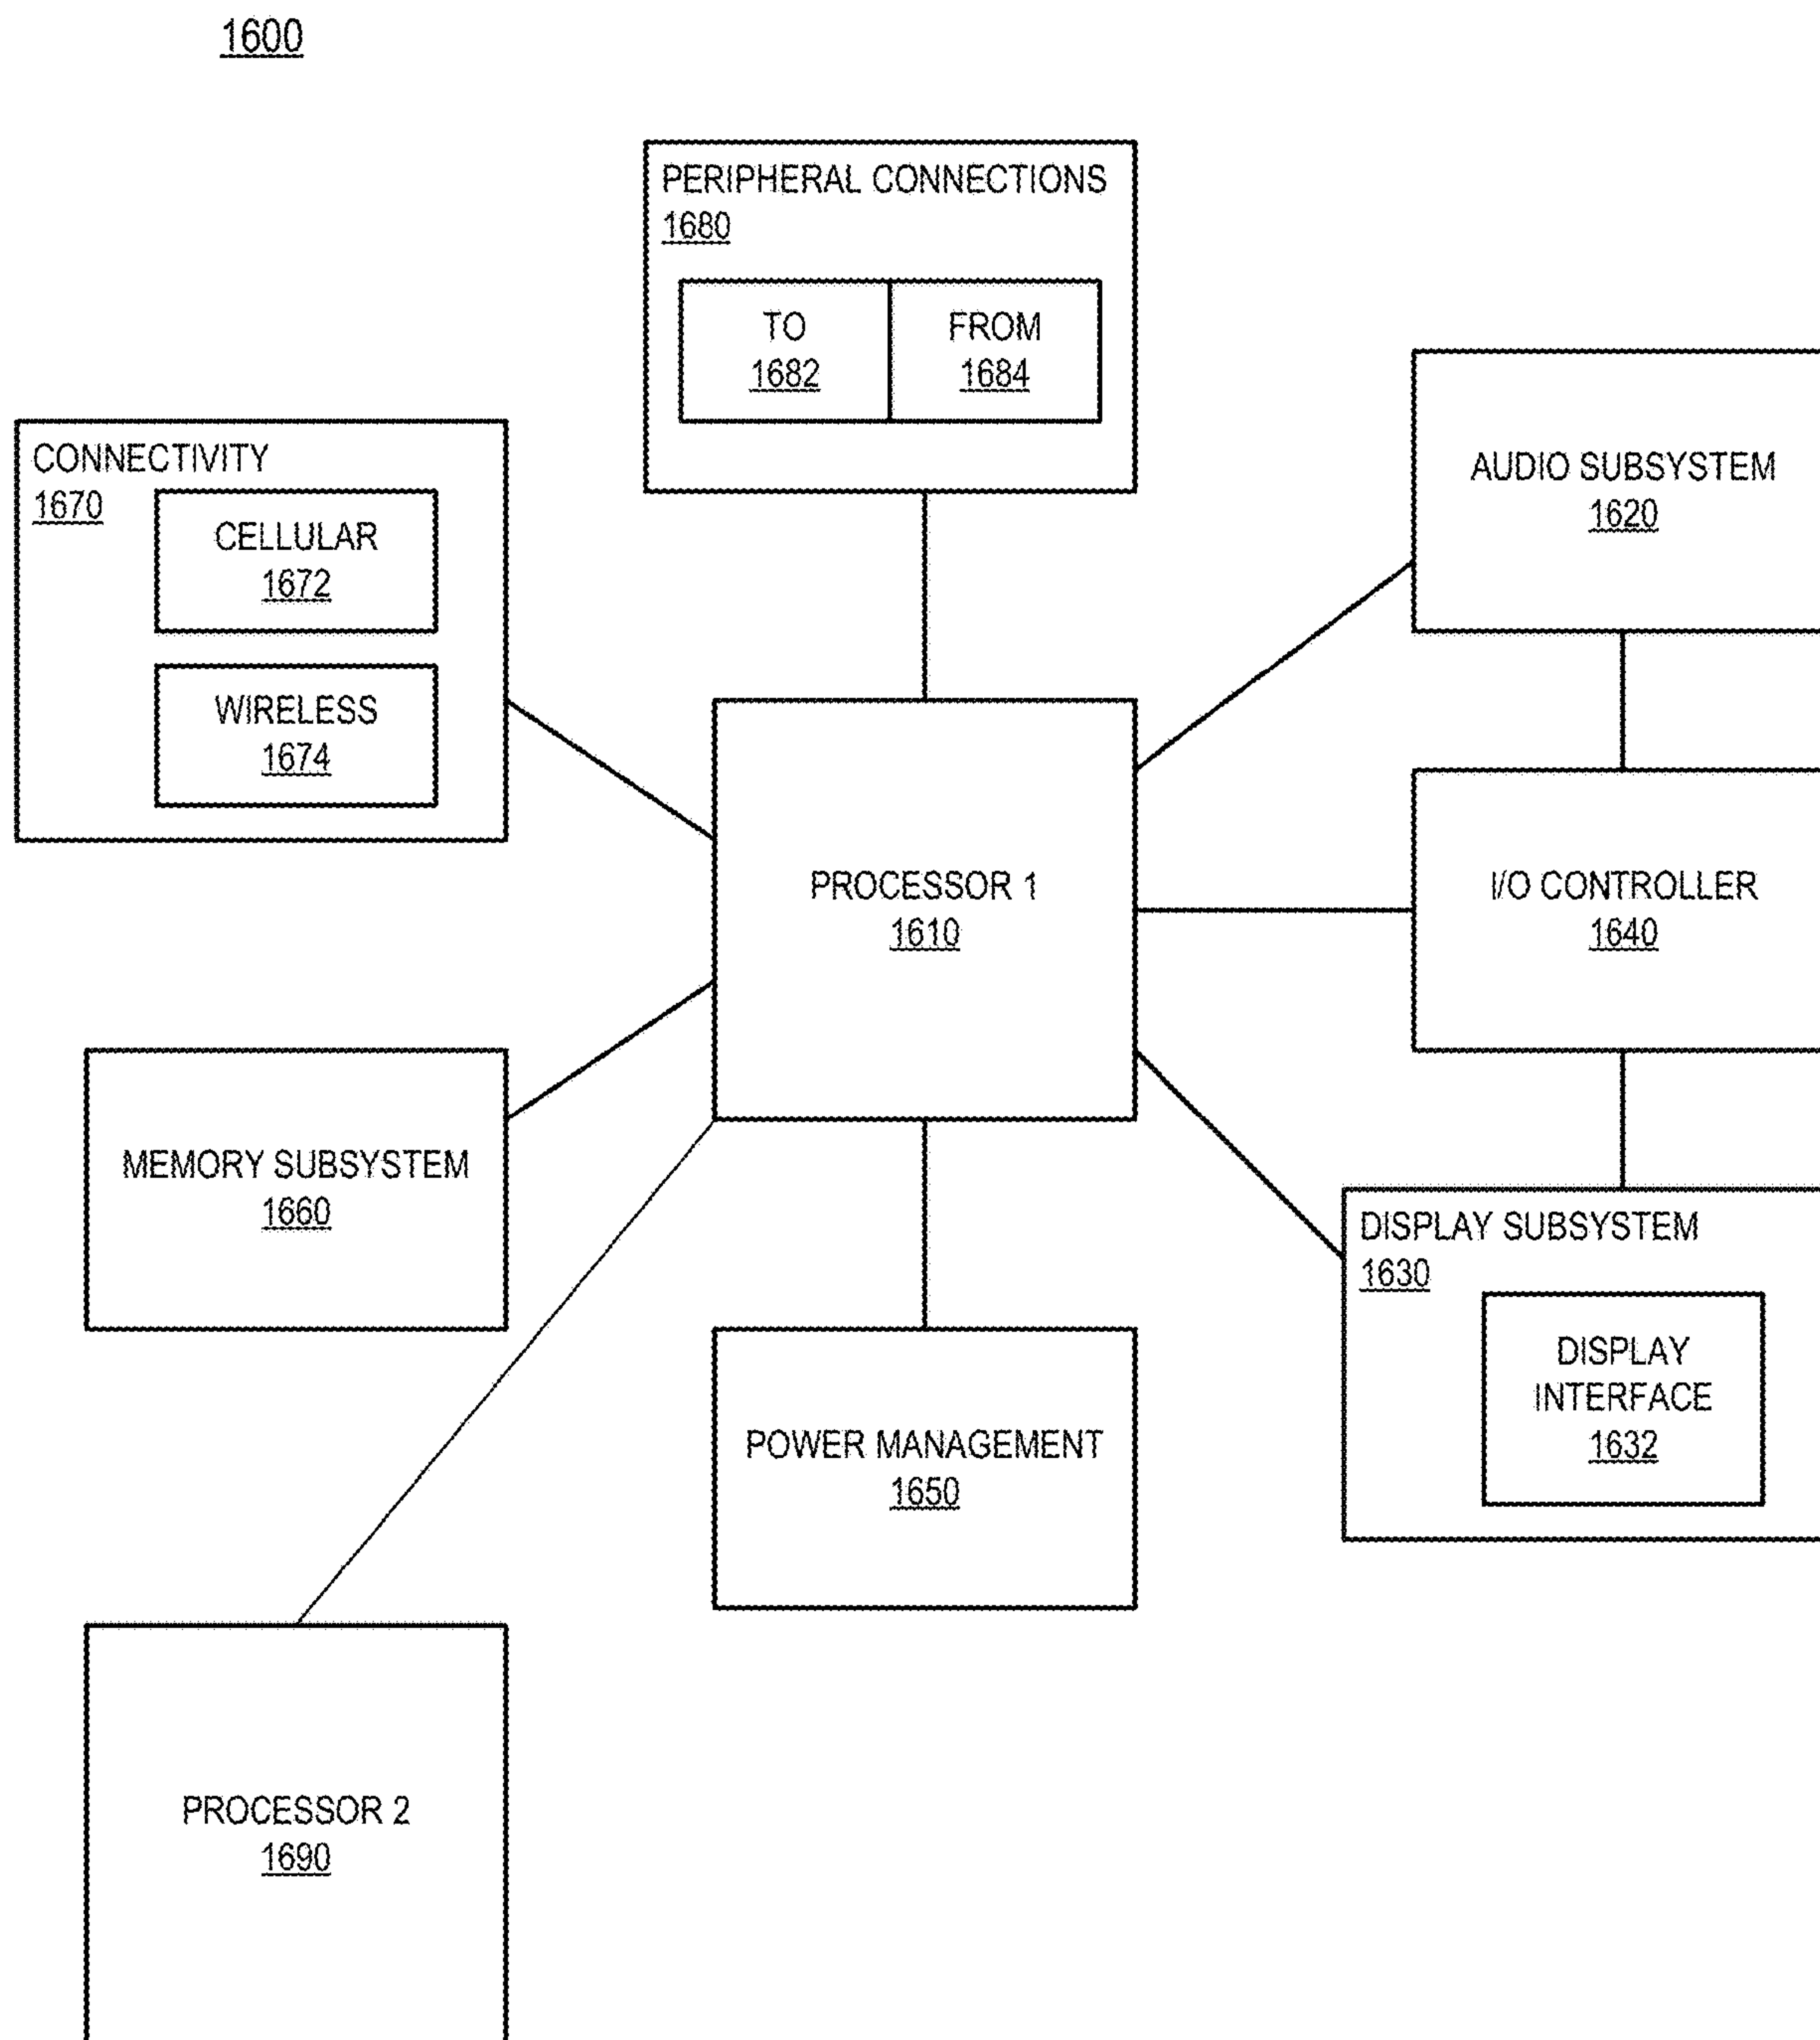 1600
PERIPHERAL CONNECTIONS
1680
TO
1682
FROM
1684
CONNECTIVITY
1670
CELLULAR
1672
WIRELESS
1674
AUDIO SUBSYSTEM
1620
PROCESSOR 1
1610
I/O CONTROLLER
1640
MEMORY SUBSYSTEM
1660
DISPLAY SUBSYSTEM
1630
DISPLAY
INTERFACE
1632
POWER MANAGEMENT
1650
PROCESSOR 2
1690